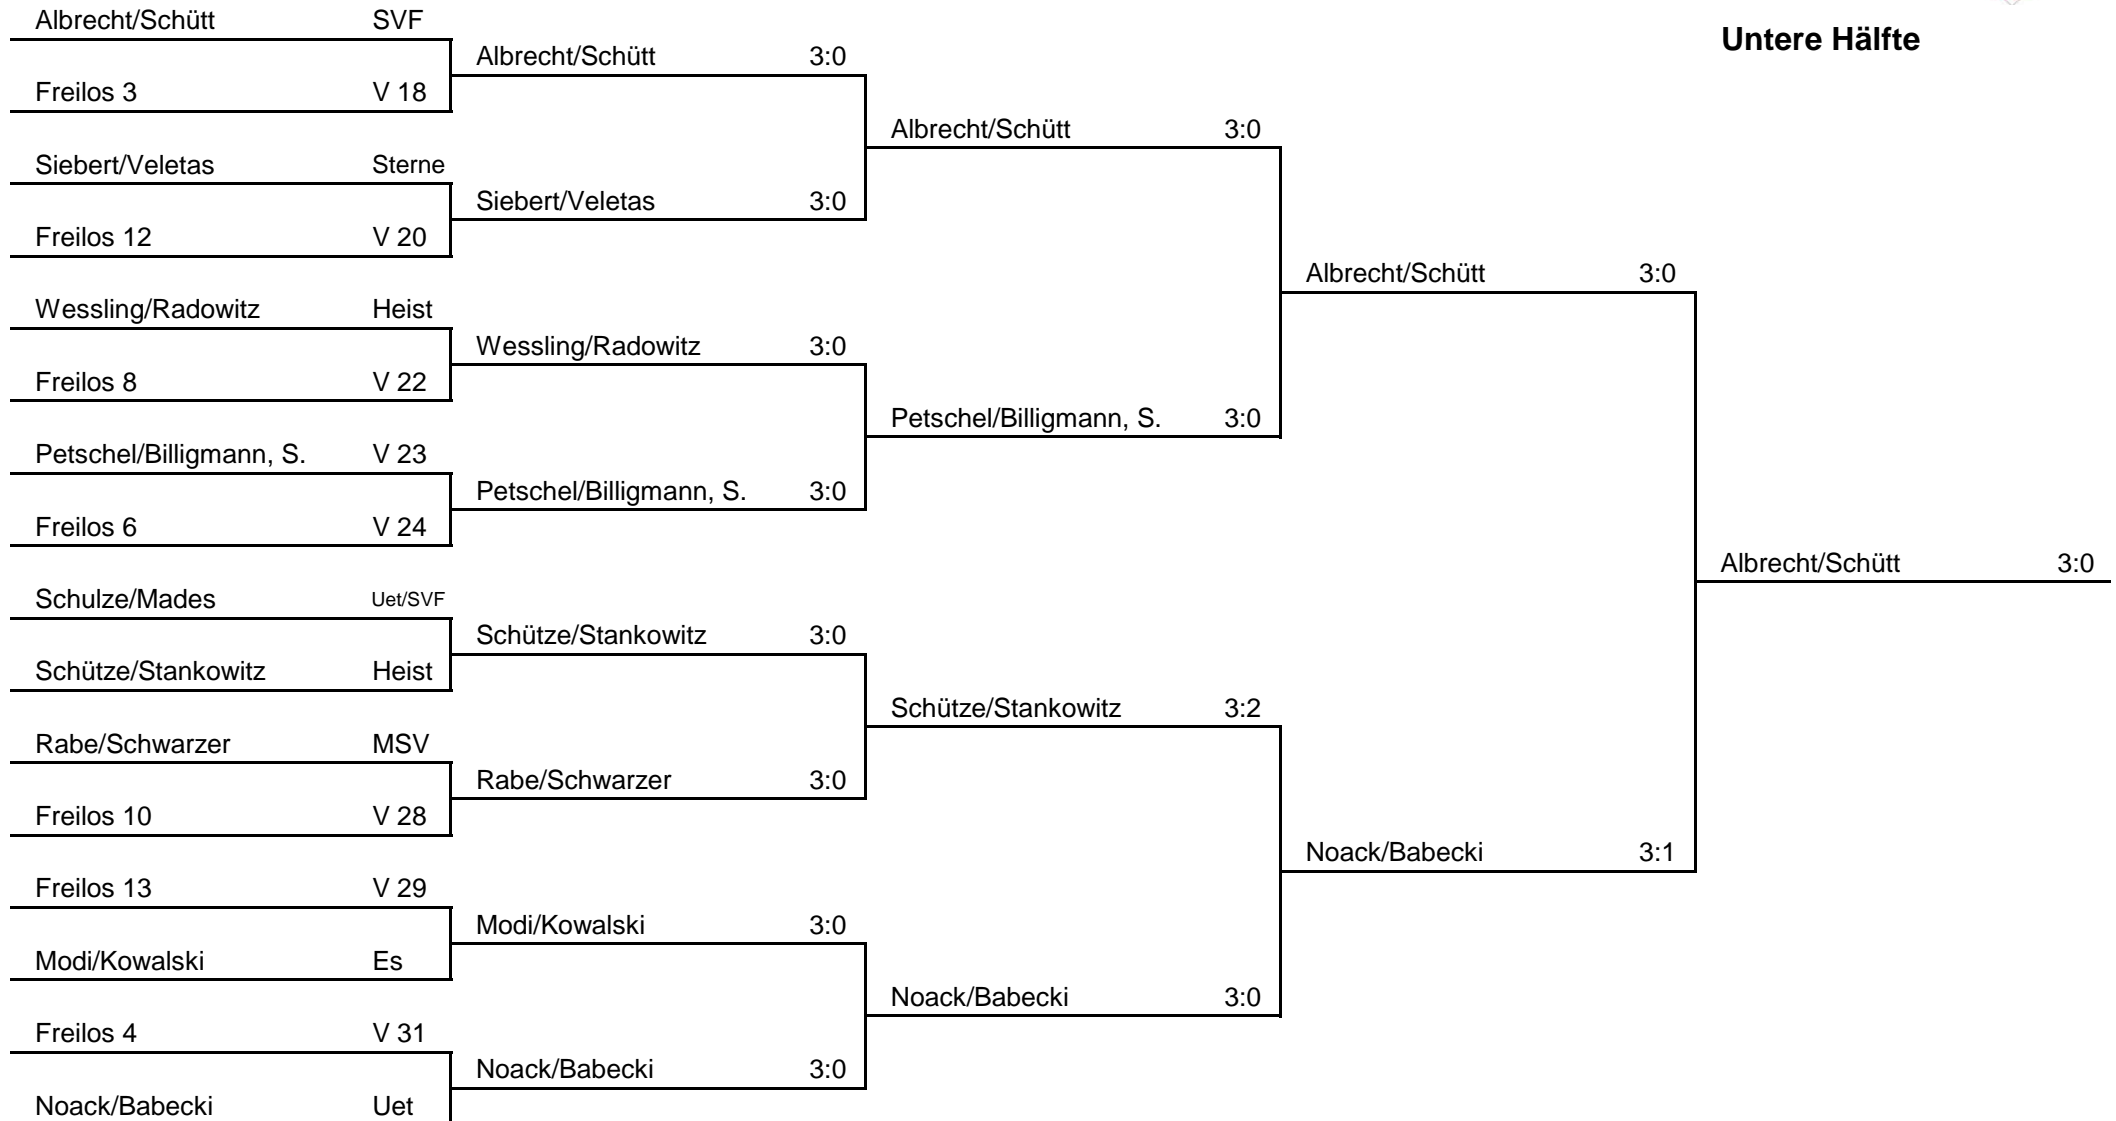 Untere Hälfte
Albrecht/Schütt SVF
Albrecht/Schütt 3:0
Freilos 3 V 18
Albrecht/Schütt 3:0
Siebert/Veletas Sterne
Siebert/Veletas 3:0
Freilos 12 V 20
Albrecht/Schütt 3:0
Wessling/Radowitz Heist
Wessling/Radowitz 3:0
Freilos 8 V 22
Petschel/Billigmann, S. 3:0
Petschel/Billigmann, S. V 23
Petschel/Billigmann, S. 3:0
Freilos 6 V 24
Albrecht/Schütt 3:0
Schulze/Mades Uet/SVF
Schütze/Stankowitz 3:0
Schütze/Stankowitz Heist
Schütze/Stankowitz 3:2
Rabe/Schwarzer MSV
Rabe/Schwarzer 3:0
Freilos 10 V 28
Noack/Babecki 3:1
Freilos 13 V 29
Modi/Kowalski 3:0
Modi/Kowalski Es
Noack/Babecki 3:0
Freilos 4 V 31
Noack/Babecki 3:0
Noack/Babecki Uet